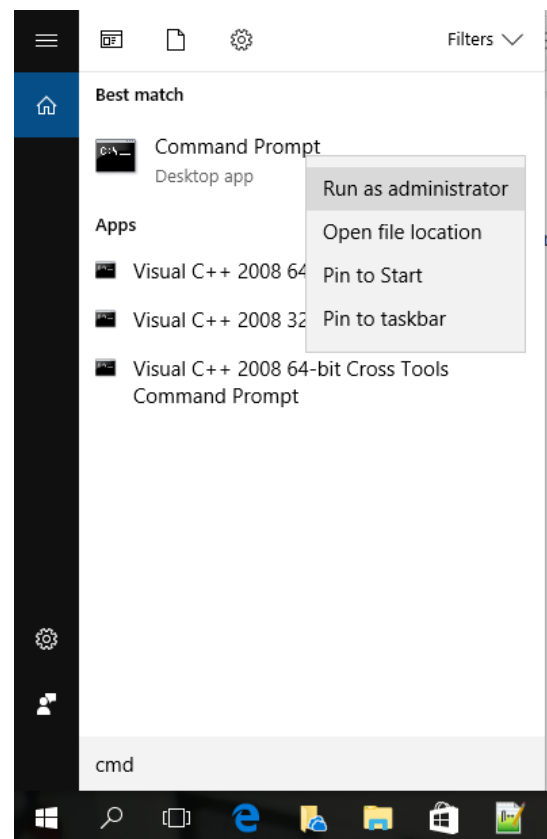 Filters
Best match
Command Prompt
Desktop app
Run as administrator
Open file location
Pin to Start
Pin to taskbar
Apps
Visual C++ 2008 64
Visual C++ 2008 32
Visual C++ 2008 64-bit Cross Tools
Command Prompt
cmd